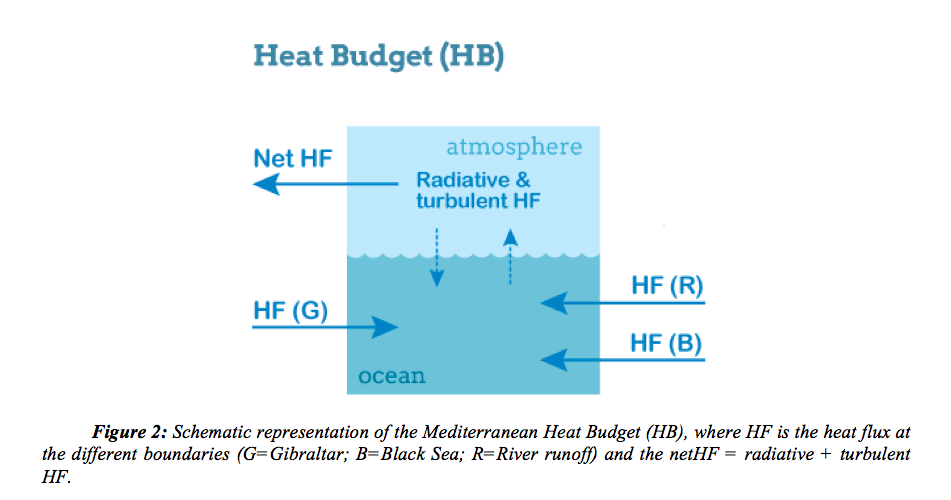 Heat Budget (HB)
atmosphere
Net HF
Radiative &
turbulent HF
HF (R)
HF (G)
HF (B)
ocean
Figure 2: Schematic representation of the Mediterranean Heat Budget (HB), where HF is the heat flux at
the different boundaries (G=Gibraltar; B=Black Sea; R=River runoff) and the netHF = radiative + turbulent
HF.